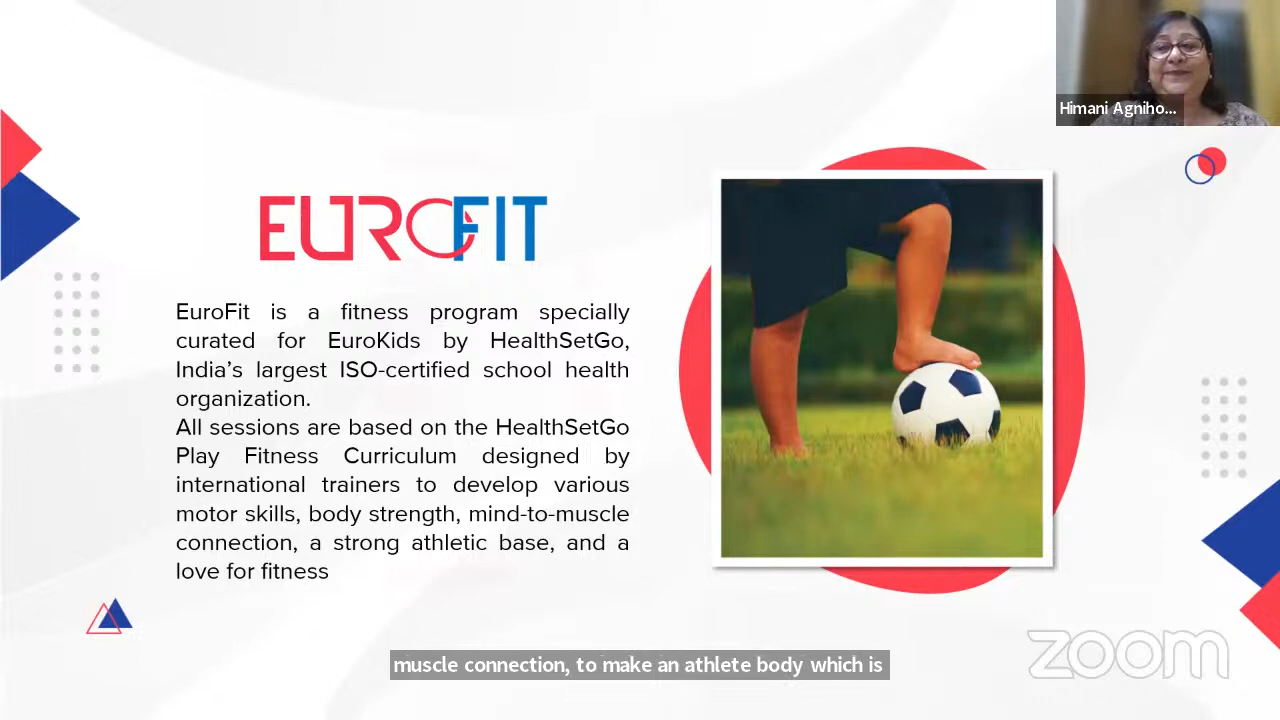 Himani Agniho...
EUROFIT
EuroFit is a fitness program specially
curated for EuroKids by HealthSetGo,
India’s largest ISO-certified school health
organization.
All sessions are based on the HealthSetGo
Play Fitness Curriculum designed by
international trainers to develop various
motor skills, body strength, mind-to-muscle
connection, a strong athletic base, and a
love for fitness
muscle connection, to make an athlete body which is
zoom